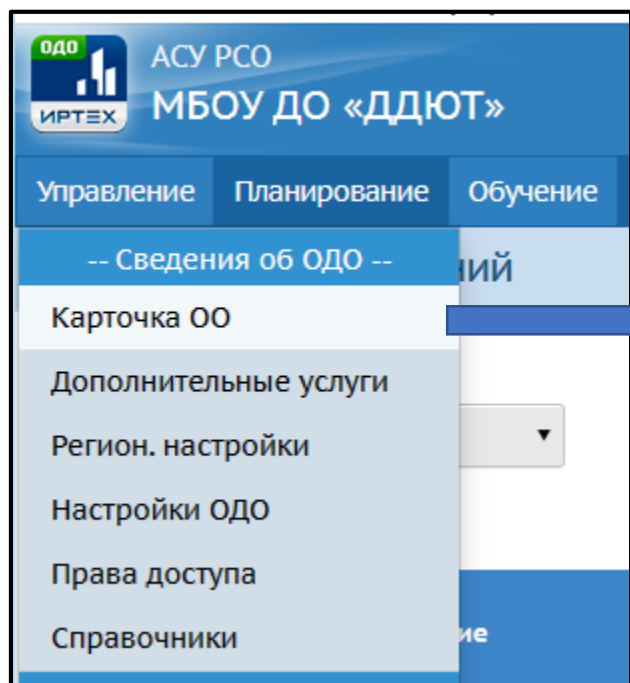 ОДО
ИРТЕХ
АСУ РСО
МБОУ ДО «ДДЮТ»
Управление Планирование Обучение
-- Сведения об ОДО --
ний
Карточка ОО
Дополнительные услуги
Регион. настройки
Настройки ОДО
Права доступа
Справочники
ие